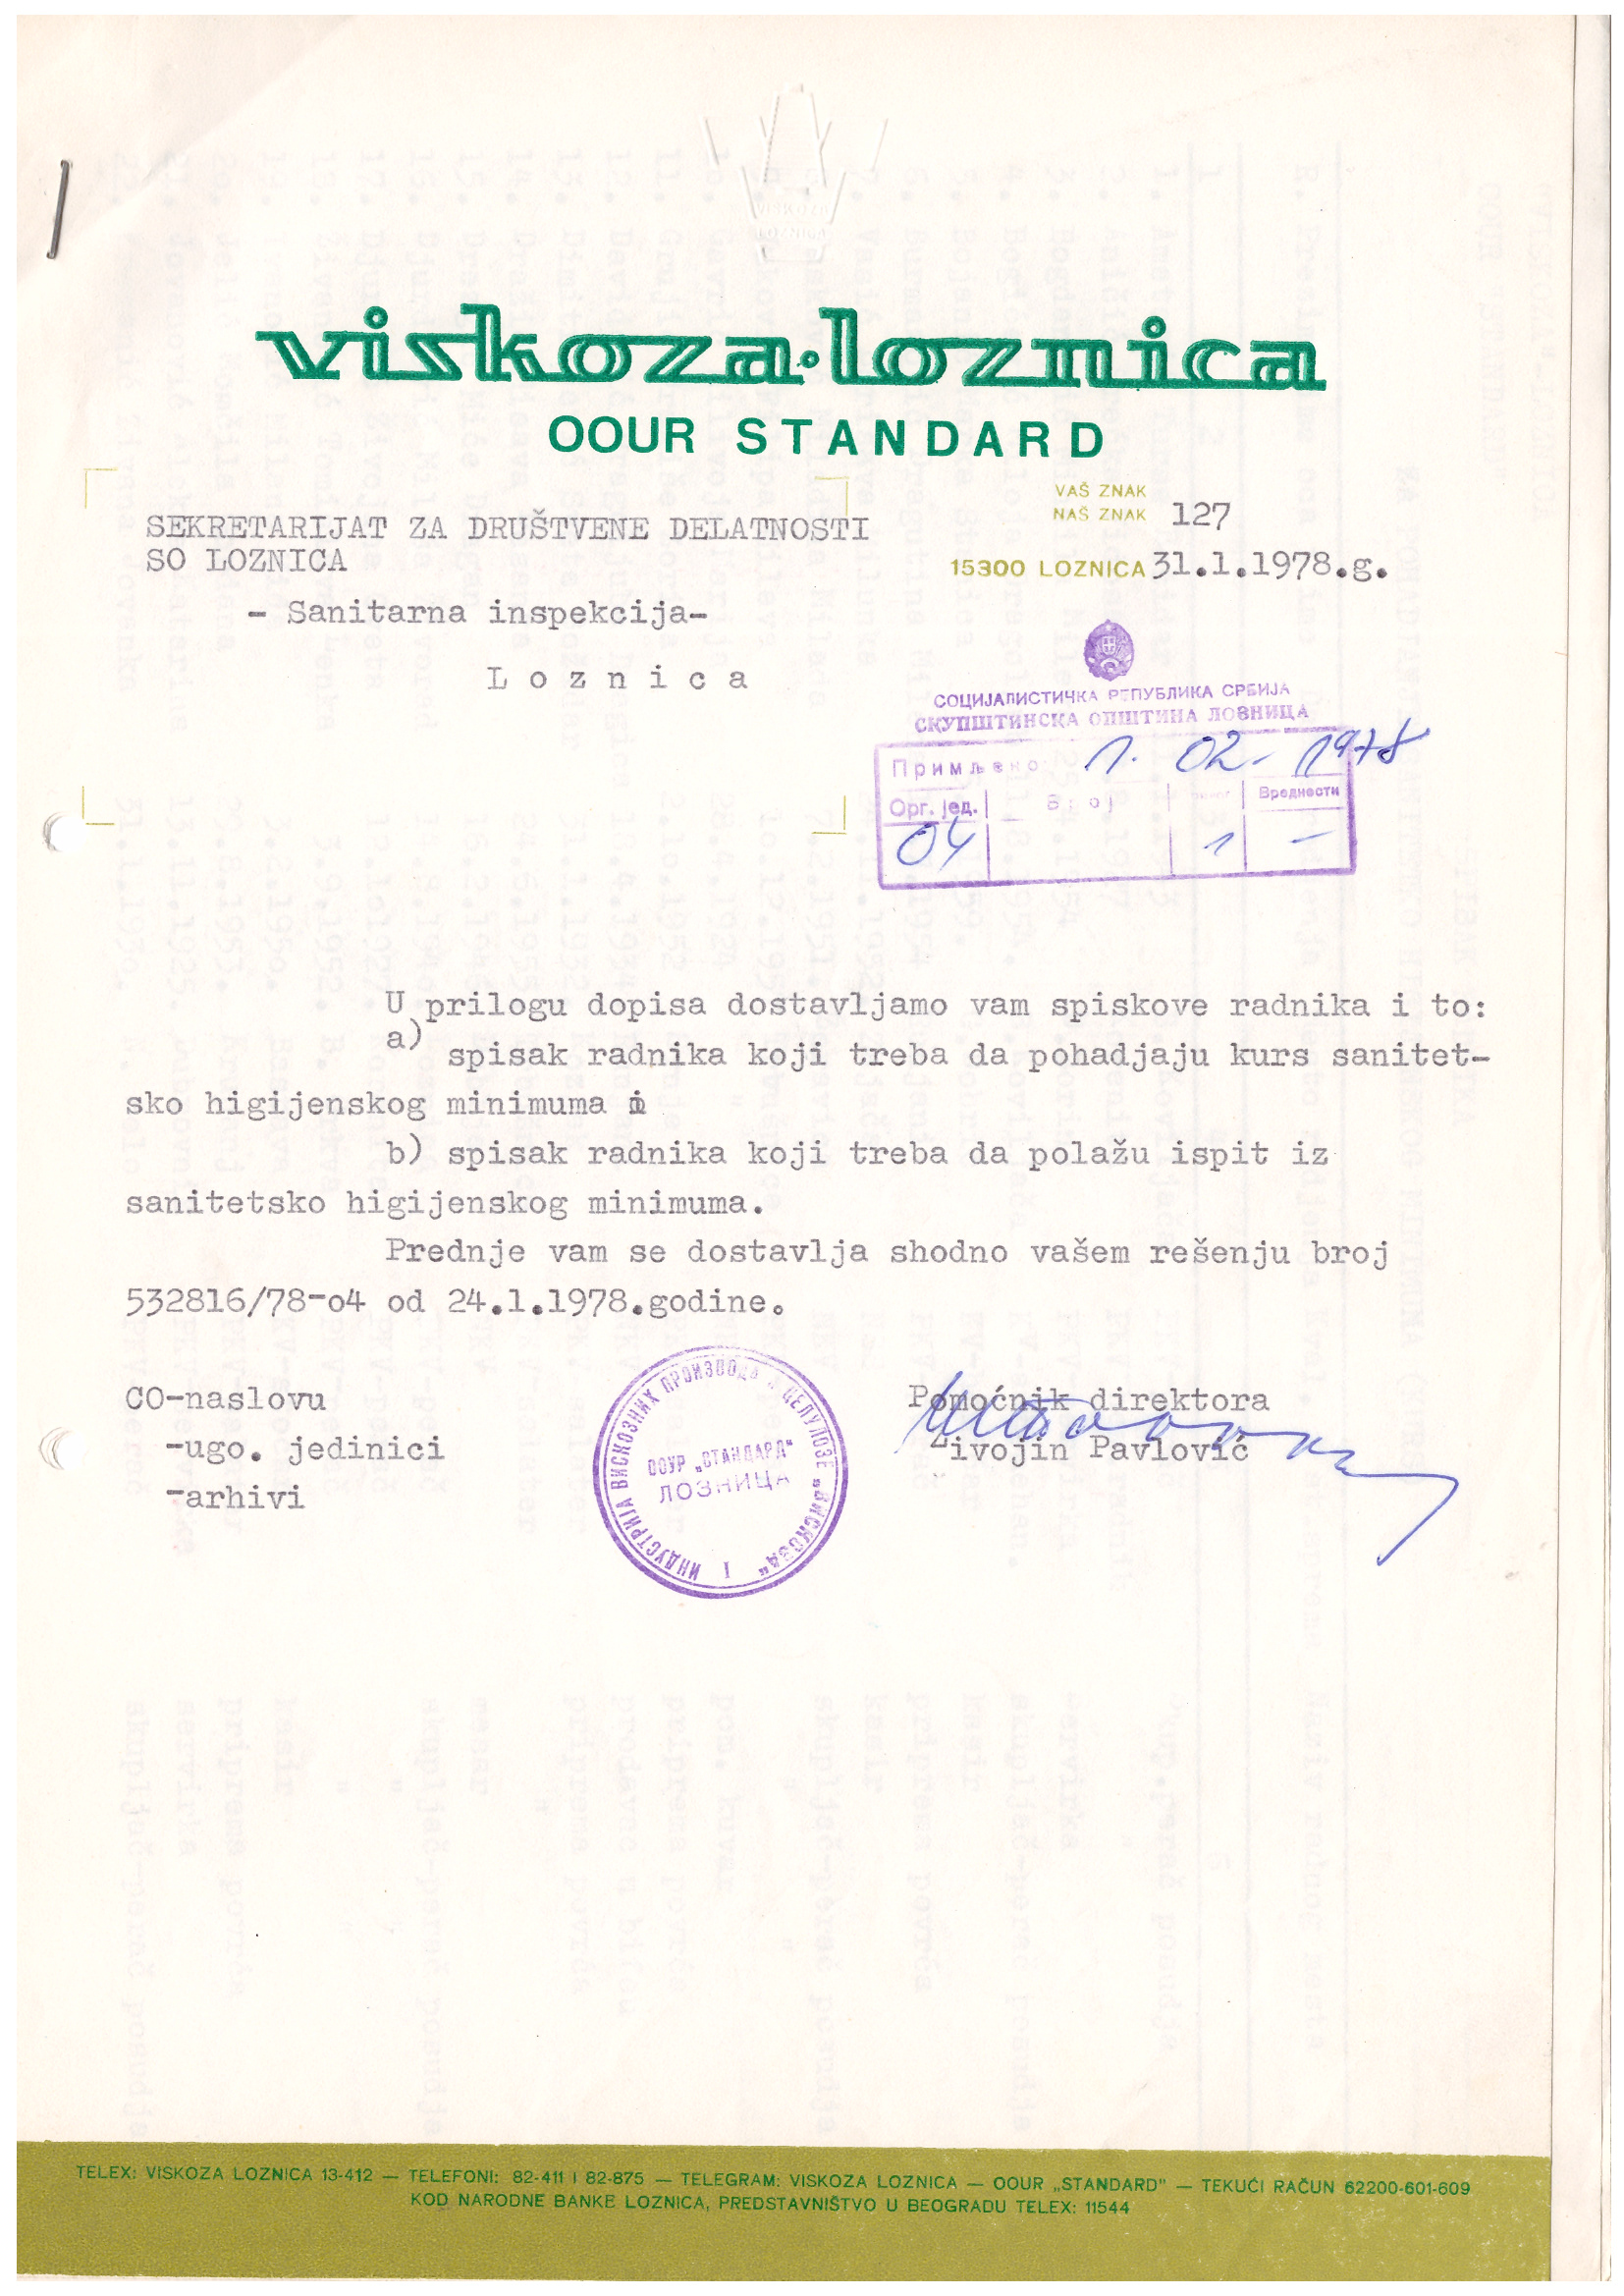 viskoza·loznica
OOUR STANDARD
VAŠ ZNAK
NAŠ ZNAK 127
SEKRETARIJAT ZA DRUŠTVENE DELATNOSTI
SO LOZNICA
15300 LOZNICA 31.1.1978.g.
- Sanitarna inspekcija-
L o z n i c a
СОЦИЈАЛИСТИЧКА РЕПУБЛИКА СРБИЈА
СКУПШТИНСКА ОПШТИНА ЛОЗНИЦА
Примљено 1. 02- 1978
Орг. јед. Број Вредности
04 1 —
U prilogu dopisa dostavljamo vam spiskove radnika i to:
a) spisak radnika koji treba da pohadjaju kurs sanitet-
sko higijenskog minimuma i
b) spisak radnika koji treba da polažu ispit iz
sanitetsko higijenskog minimuma.
Prednje vam se dostavlja shodno vašem rešenju broj
532816/78-o4 od 24.1.1978.godine.
CO-naslovu
-ugo. jedinici
-arhivi
ИНДУСТРИЈА ВИСКОЗНИХ ПРОИЗВОДА И ЦЕЛУЛОЗЕ „ВИСКОЗА" I
ООУР „СТАНДАРД"
ЛОЗНИЦА
Pomoćnik direktora
ivojin Pavlović
TELEX: VISKOZA LOZNICA 13-412 — TELEFONI: 82-411 I 82-875 — TELEGRAM: VISKOZA LOZNICA — OOUR „STANDARD" — TEKUĆI RAČUN 62200-601-609
KOD NARODNE BANKE LOZNICA, PREDSTAVNIŠTVO U BEOGRADU TELEX: 11544